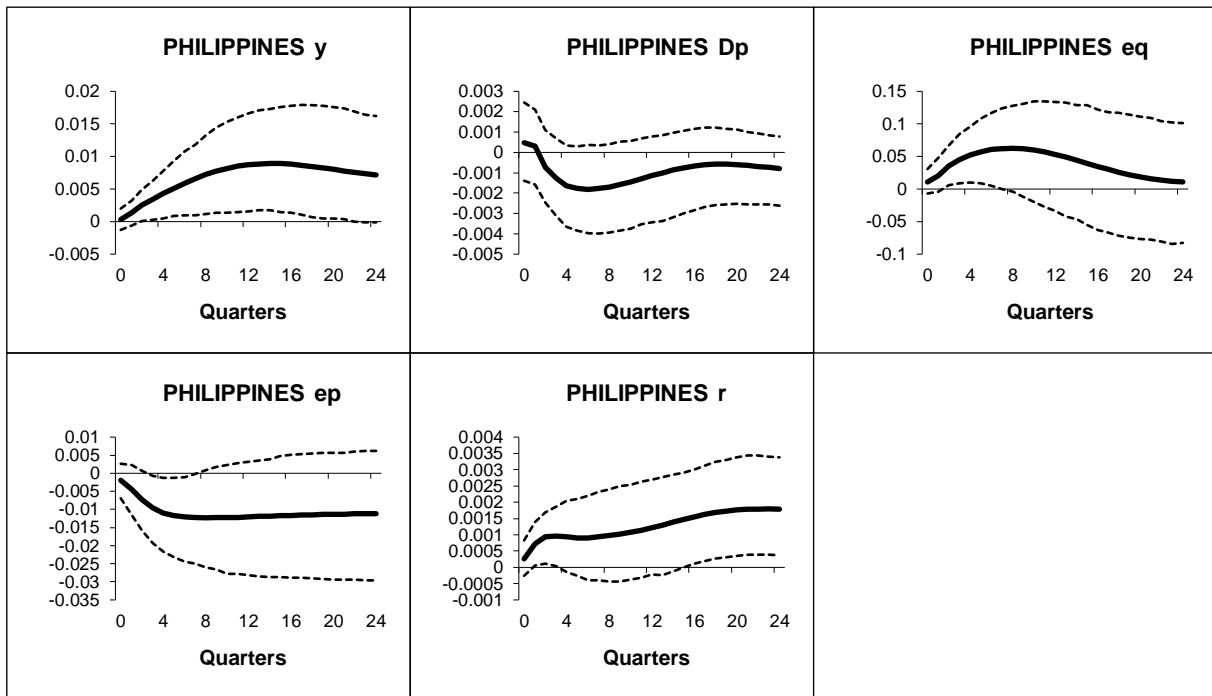 PHILIPPINES y
0.02
0.015
0.01
0.005
0
-0.005
0 4 8 12 16 20 24
Quarters
PHILIPPINES Dp
0.003
0.002
0.001
0
-0.001
-0.002
-0.003
-0.004
-0.005
0 4 8 12 16 20 24
Quarters
PHILIPPINES eq
0.15
0.1
0.05
0
-0.05
-0.1
0 4 8 12 16 20 24
Quarters
PHILIPPINES ep
0.01
0.005
0
-0.005
-0.01
-0.015
-0.02
-0.025
-0.03
-0.035
0 4 8 12 16 20 24
Quarters
PHILIPPINES r
0.004
0.0035
0.003
0.0025
0.002
0.0015
0.001
0.0005
0
-0.0005
-0.001
0 4 8 12 16 20 24
Quarters